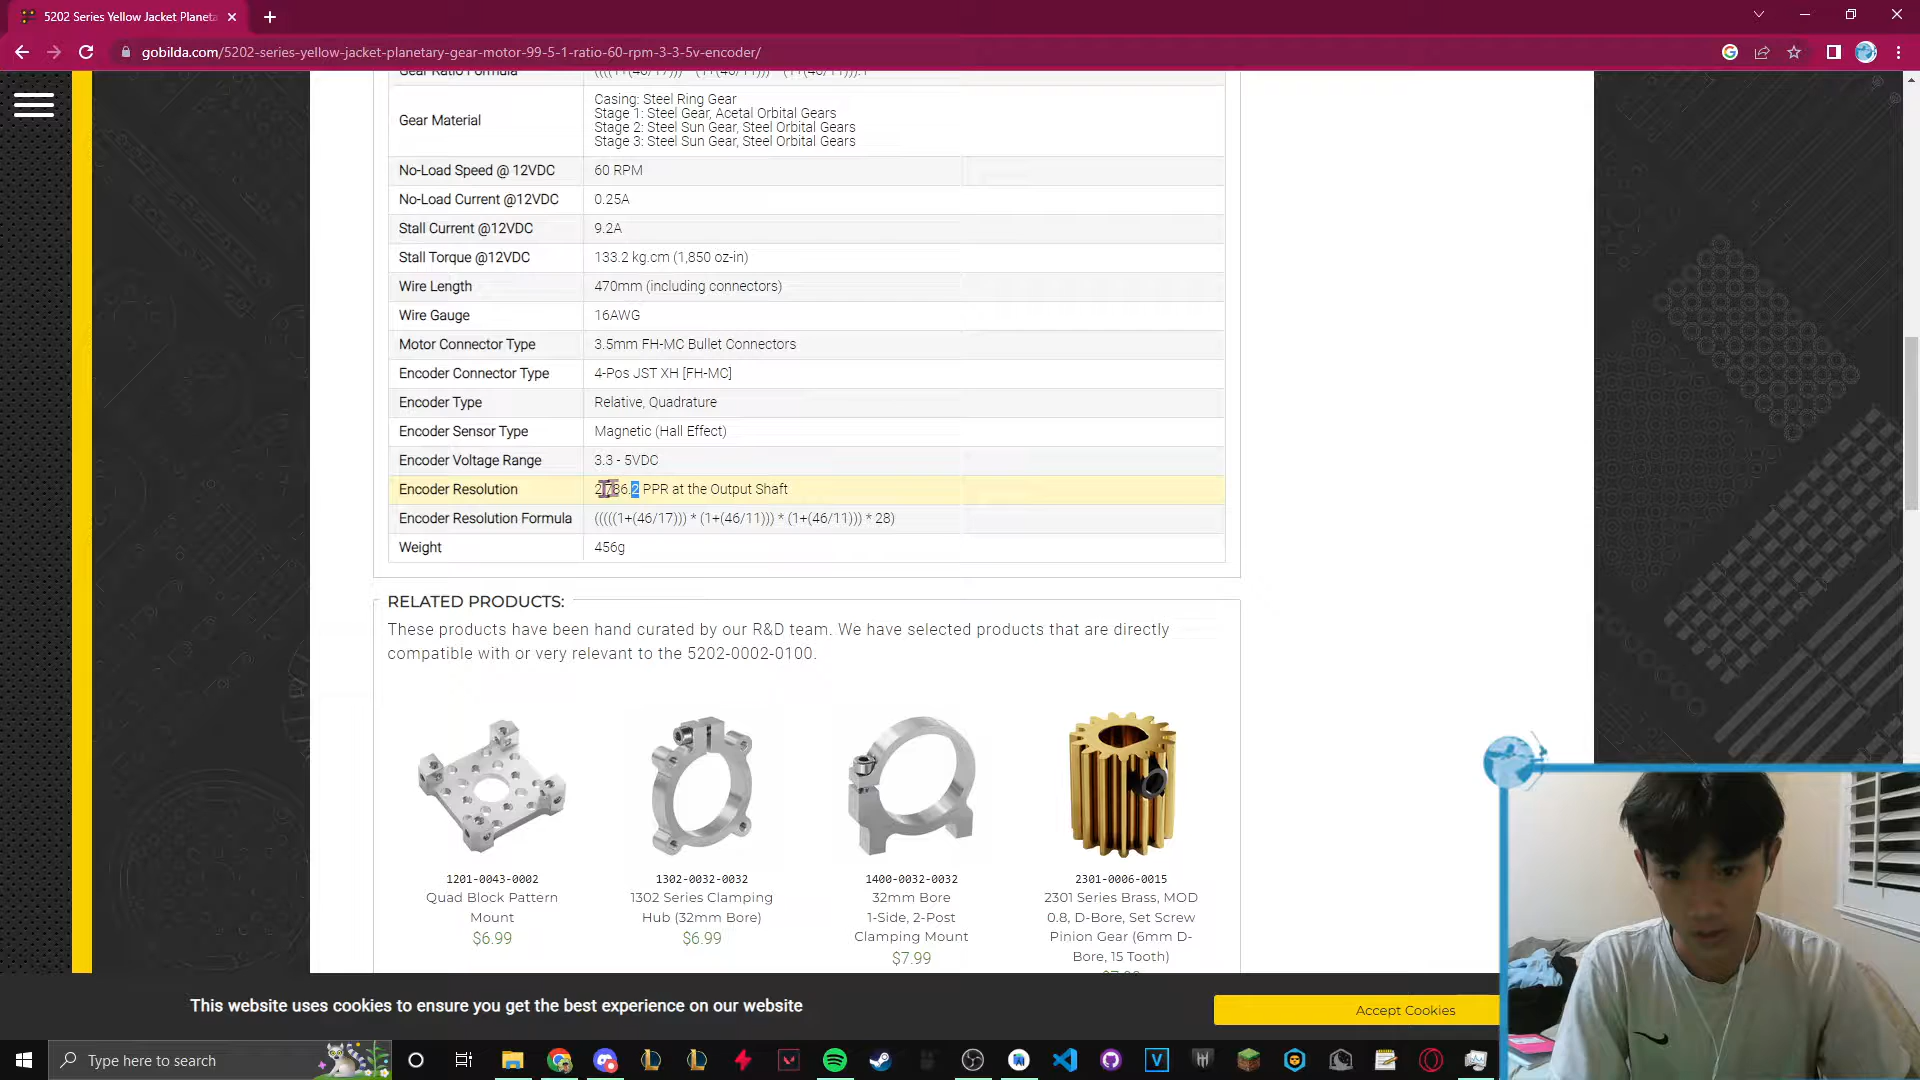 5202 Series Yellow Jacket Planeta
gobilda.com/5202-series-yellow-jacket-planetary-gear-motor-99-5-1-ratio-60-rpm-3-3-5v-encoder/
Gear Ratio Formula
Gear Material
Casing: Steel Ring Gear
Stage 1: Steel Gear, Acetal Orbital Gears
Stage 2: Steel Sun Gear, Steel Orbital Gears
Stage 3: Steel Sun Gear, Steel Orbital Gears
No-Load Speed @ 12VDC 60 RPM
No-Load Current @12VDC 0.25A
Stall Current @12VDC 9.2A
Stall Torque @12VDC 133.2 kg.cm (1,850 oz-in)
Wire Length 470mm (including connectors)
Wire Gauge 16AWG
Motor Connector Type 3.5mm FH-MC Bullet Connectors
Encoder Connector Type 4-Pos JST XH [FH-MC]
Encoder Type Relative, Quadrature
Encoder Sensor Type Magnetic (Hall Effect)
Encoder Voltage Range 3.3 - 5VDC
Encoder Resolution PPR at the Output Shaft
Encoder Resolution Formula (((((1+(46/17))) * (1+(46/11))) * (1+(46/11))) * 28)
Weight 456g
RELATED PRODUCTS:
These products have been hand curated by our R&D team. We have selected products that are directly
compatible with or very relevant to the 5202-0002-0100.
1201-0043-0002
Quad Block Pattern
Mount
$6.99
1302-0032-0032
1302 Series Clamping
Hub (32mm Bore)
$6.99
1400-0032-0032
32mm Bore
1-Side, 2-Post
Clamping Mount
$7.99
2301-0006-0015
2301 Series Brass, MOD
0.8, D-Bore, Set Screw
Pinion Gear (6mm D-
Bore, 15 Tooth)
This website uses cookies to ensure you get the best experience on our website
Accept Cookies
Type here to search